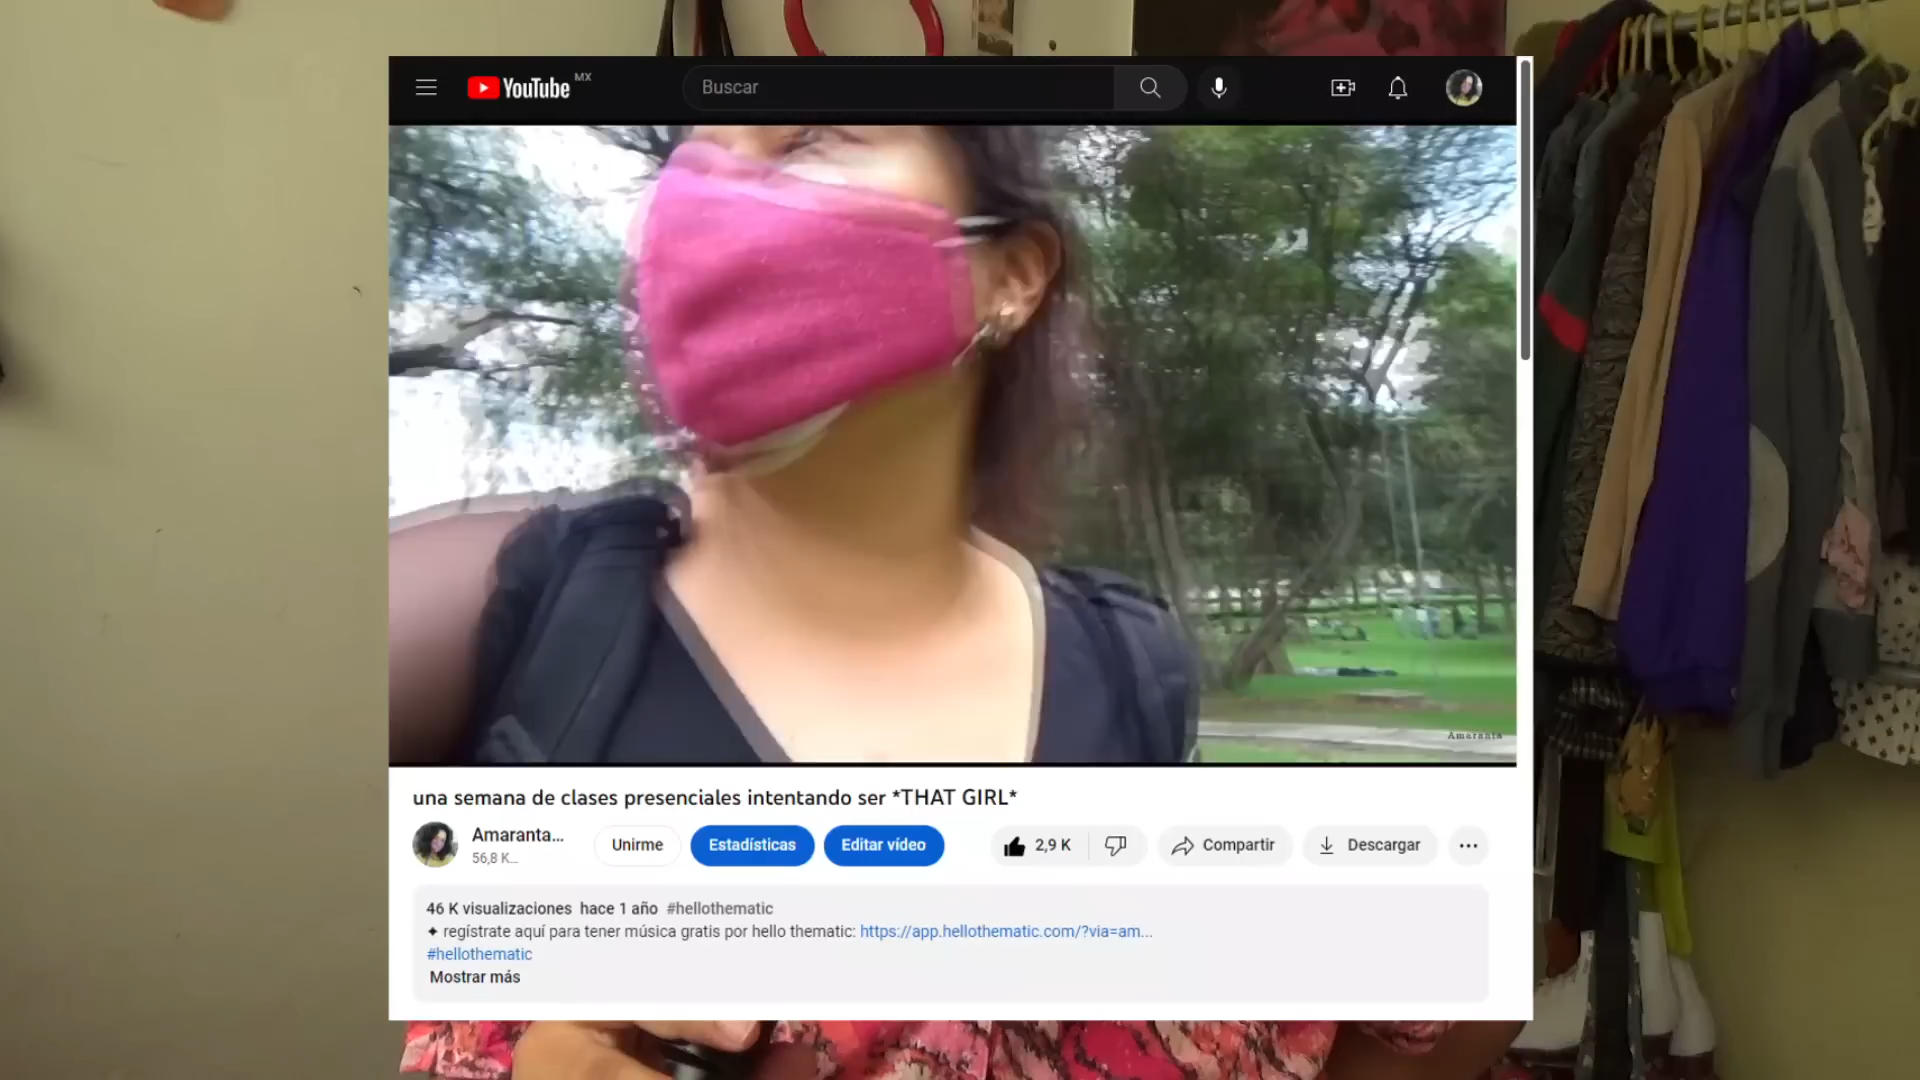 YouTube MX
Buscar
Amaranta
una semana de clases presenciales intentando ser *THAT GIRL*
Amaranta...
56,8 K...
Unirme
Estadísticas
Editar vídeo
2,9 K
Compartir
Descargar
46 K visualizaciones hace 1 año #hellothematic
✦ regístrate aquí para tener música gratis por hello thematic: https://app.hellothematic.com/?via=am...
#hellothematic
Mostrar más